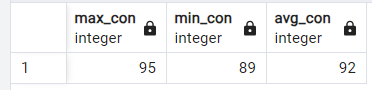 max_con min_con avg_con
integer integer integer
1 95 89 92